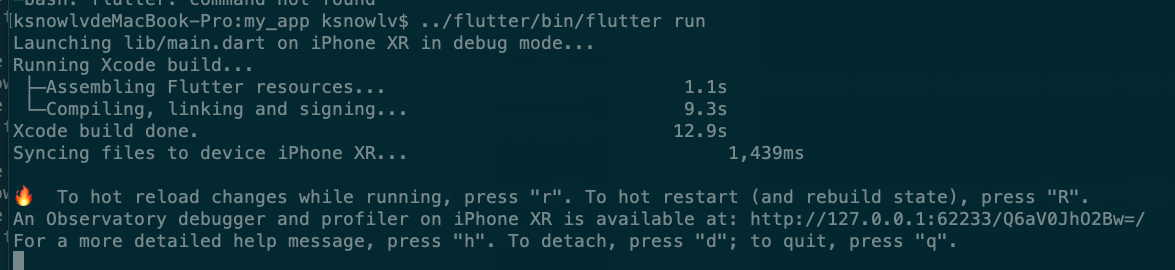 -bash: flutter: command not found
[ksnowlvdeMacBook-Pro:my_app ksnowlv$ ../flutter/bin/flutter run
Launching lib/main.dart on iPhone XR in debug mode...
Running Xcode build...
├─Assembling Flutter resources... 1.1s
└─Compiling, linking and signing... 9.3s
Xcode build done. 12.9s
Syncing files to device iPhone XR... 1,439ms
🔥 To hot reload changes while running, press "r". To hot restart (and rebuild state), press "R".
An Observatory debugger and profiler on iPhone XR is available at: http://127.0.0.1:62233/Q6aV0JhO2Bw=/
For a more detailed help message, press "h". To detach, press "d"; to quit, press "q".